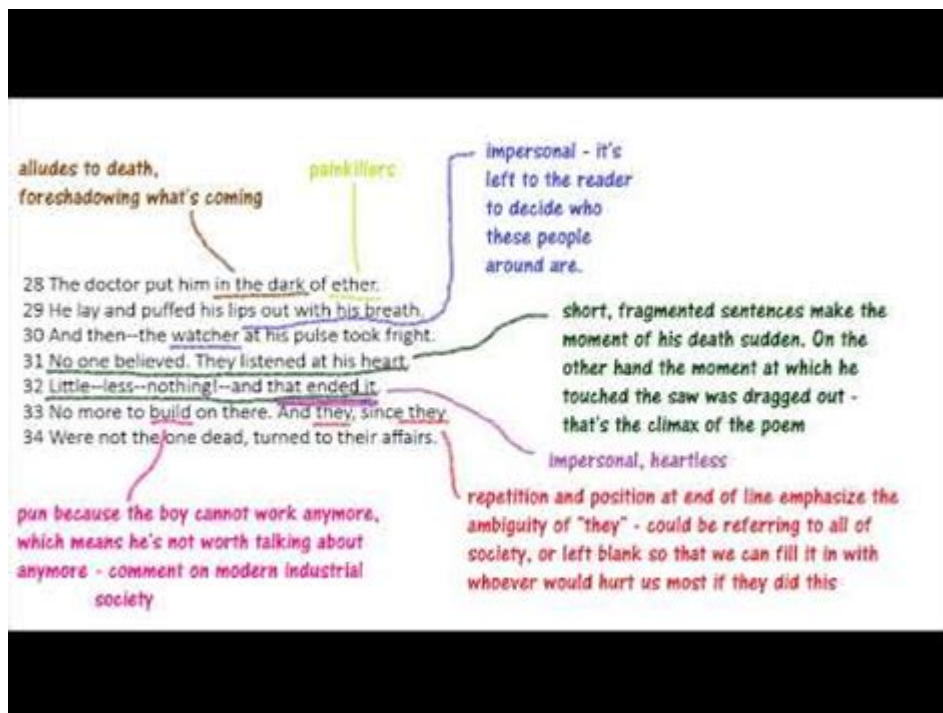 alludes to death,
foreshadowing what's coming
painkillers
impersonal - it's
left to the reader
to decide who
these people
around are.
28 The doctor put him in the dark of ether.
29 He lay and puffed his lips out with his breath.
30 And then--the watcher at his pulse took fright.
31 No one believed. They listened at his heart.
32 Little--less--nothing!--and that ended it.
33 No more to build on there. And they, since they
34 Were not the one dead, turned to their affairs.
short, fragmented sentences make the
moment of his death sudden. On the
other hand the moment at which he
touched the saw was dragged out -
that's the climax of the poem
impersonal, heartless
repetition and position at end of line emphasize the
ambiguity of "they" - could be referring to all of
society, or left blank so that we can fill it in with
whoever would hurt us most if they did this
pun because the boy cannot work anymore,
which means he's not worth talking about
anymore - comment on modern industrial
society